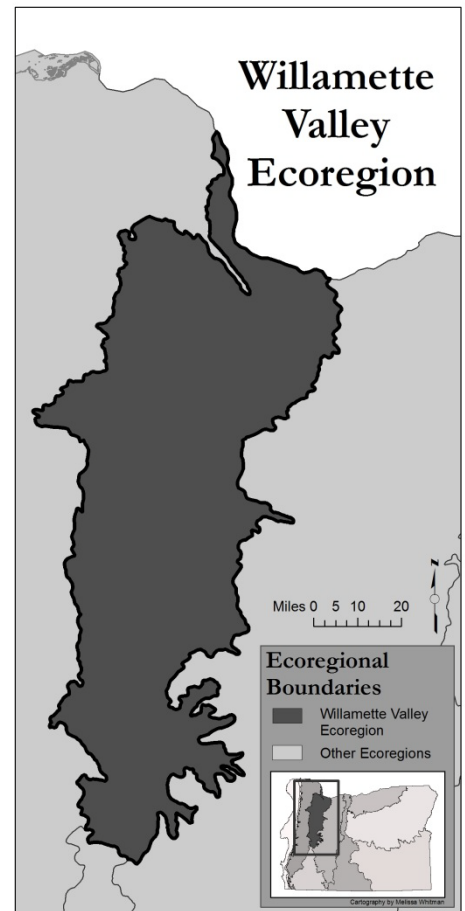 Willamette
Valley
Ecoregion
N
Miles 0 5 10 20
Ecoregional
Boundaries
Willamette Valley
Ecoregion
Other Ecoregions
Cartography by Melissa Whitman